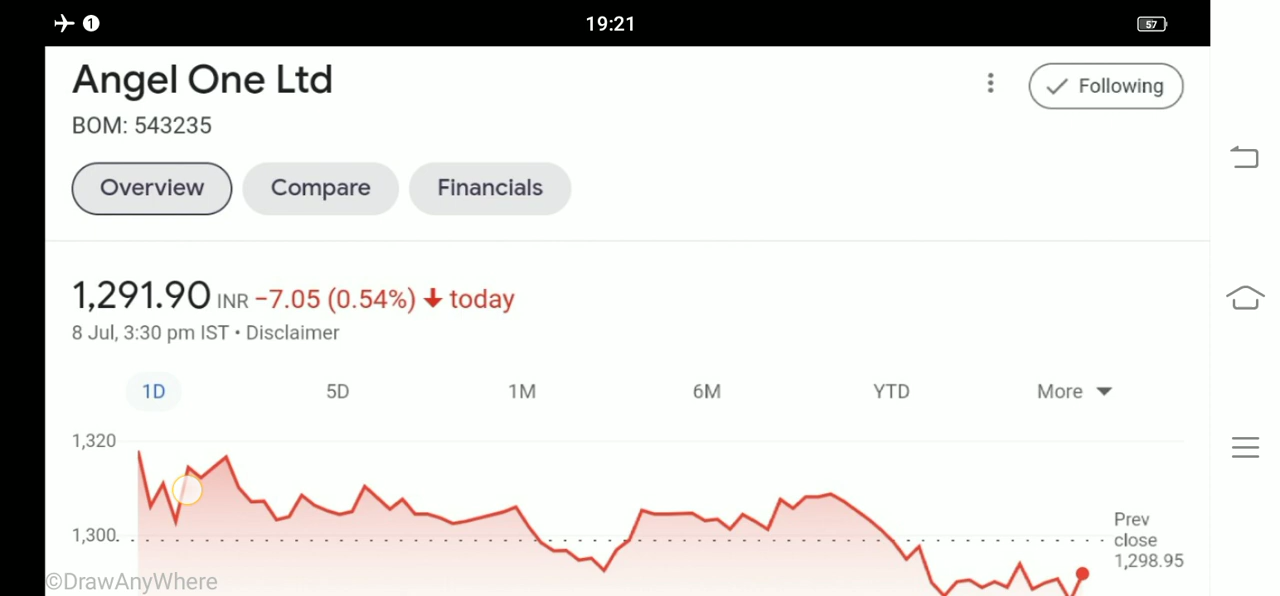 1 19:21 57
Angel One Ltd
Following
BOM: 543235
Overview Compare Financials
1,291.90 INR −7.05 (0.54%) ↓ today
8 Jul, 3:30 pm IST • Disclaimer
1D 5D 1M 6M YTD More
1,320
1,300
Prev
close
1,298.95
©DrawAnyWhere